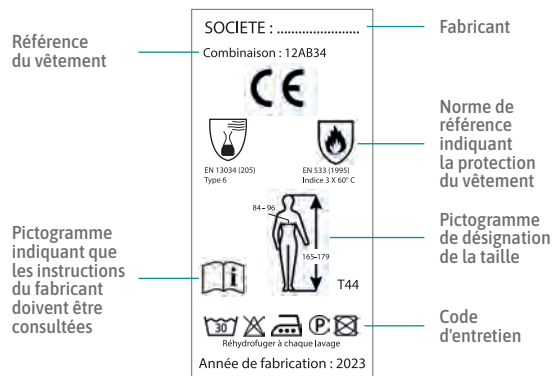 SOCIETE : ........................
Combinaison : 12AB34
CE
EN 13034 (205)
Type 6
EN 533 (1995)
Indice 3 X 60° C
84-96
165-179
T44
i
30
P
Réhydrofuger à chaque lavage
Année de fabrication : 2023
Référence
du vêtement
Pictogramme
indiquant que
les instructions
du fabricant
doivent être
consultées
Fabricant
Norme de
référence
indiquant
la protection
du vêtement
Pictogramme
de désignation
de la taille
Code
d'entretien